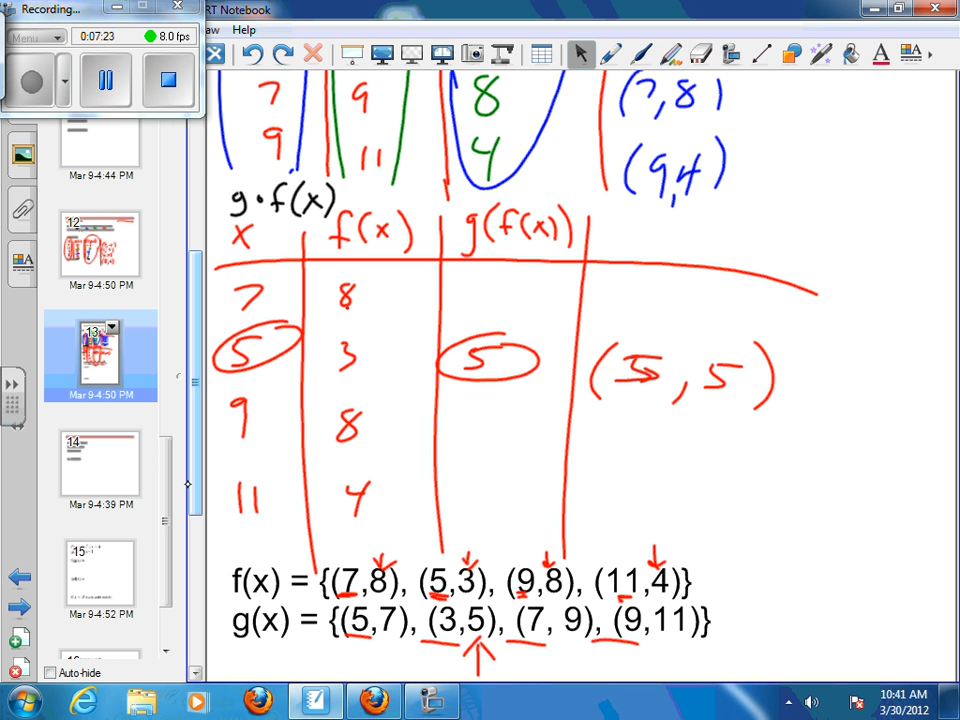 Recording...
RT Notebook
Menu
0:07:23
8.0 fps
aw Help
7 9 8 (7,8)
9 11 4 (9,4)
g·f(x)
x f(x) g(f(x))
7 8
5 3 5 (5, 5)
9 8
11 4
f(x) = {(7,8), (5,3), (9,8), (11,4)}
g(x) = {(5,7), (3,5), (7, 9), (9,11)}
Mar 9-4:44 PM
12
Mar 9-4:50 PM
13
Mar 9-4:50 PM
14
Mar 9-4:39 PM
15
Mar 9-4:52 PM
Auto-hide
10:41 AM
3/30/2012